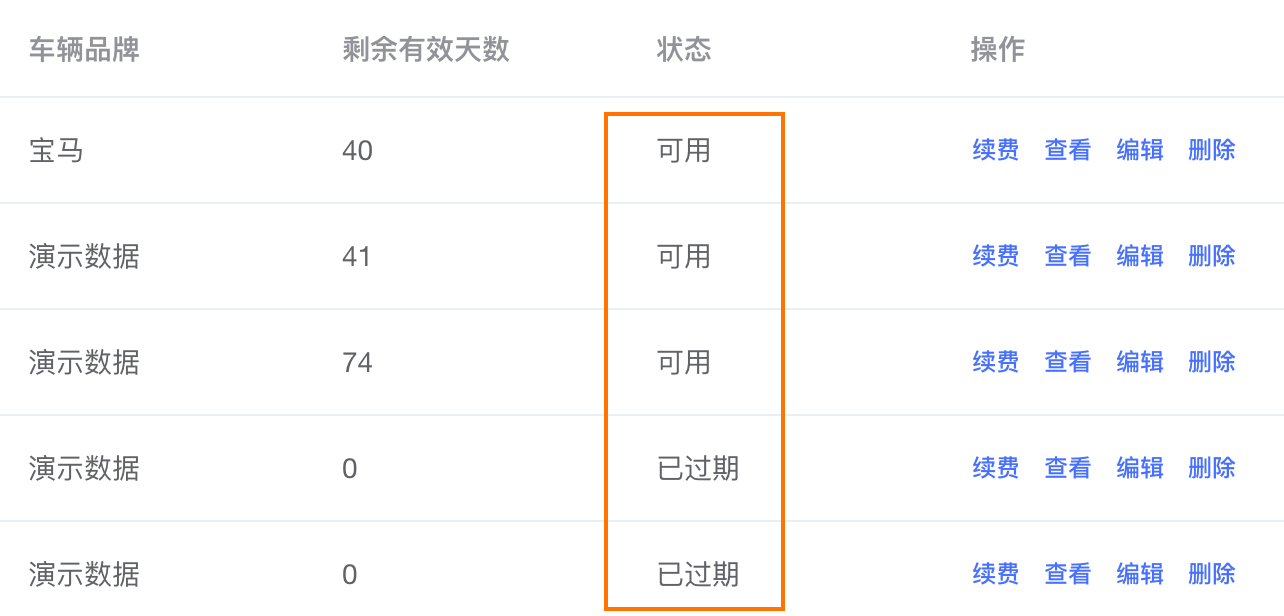 车辆品牌 剩余有效天数 状态 操作
宝马 40 可用 续费 查看 编辑 删除
演示数据 41 可用 续费 查看 编辑 删除
演示数据 74 可用 续费 查看 编辑 删除
演示数据 0 已过期 续费 查看 编辑 删除
演示数据 0 已过期 续费 查看 编辑 删除